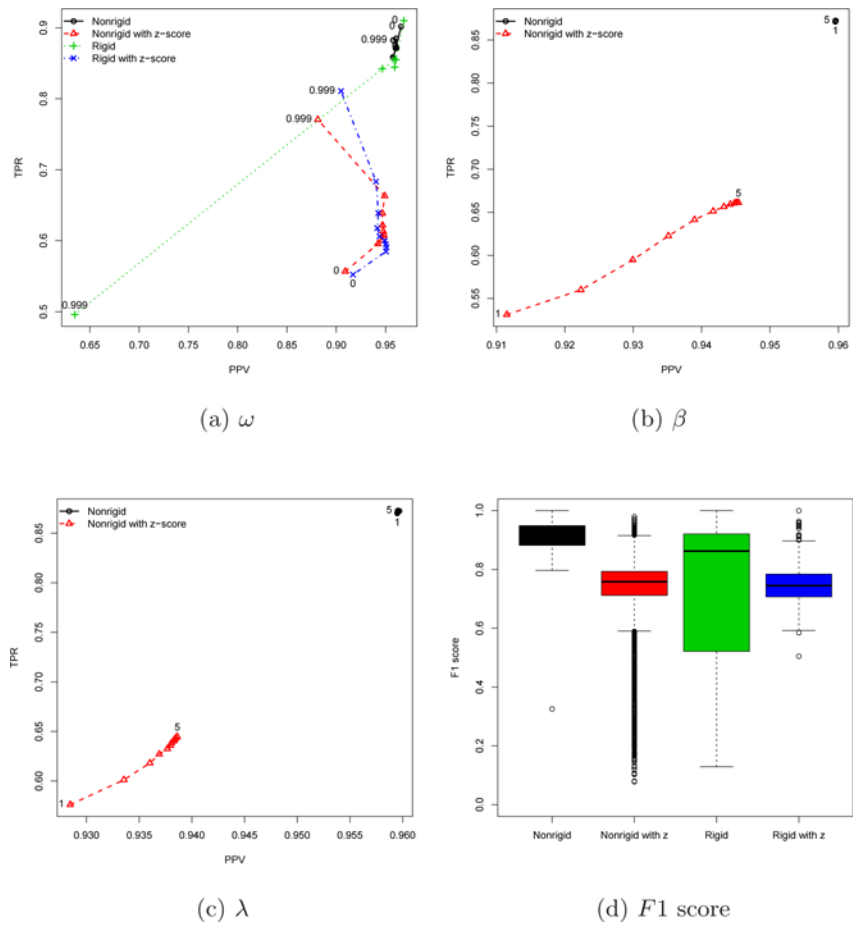 Nonrigid
Nonrigid with z-score
Rigid
Rigid with z-score
0
0
0.999
0.999
0.999
0.999
0
0
TPR
0.5 0.6 0.7 0.8 0.9
0.65 0.70 0.75 0.80 0.85 0.90 0.95
PPV
(a) ω
Nonrigid
Nonrigid with z-score
5
1
5
1
TPR
0.55 0.60 0.65 0.70 0.75 0.80 0.85
0.91 0.92 0.93 0.94 0.95 0.96
PPV
(b) β
Nonrigid
Nonrigid with z-score
5
1
5
1
TPR
0.60 0.65 0.70 0.75 0.80 0.85
0.930 0.935 0.940 0.945 0.950 0.955 0.960
PPV
(c) λ
F1 score
0.0 0.2 0.4 0.6 0.8 1.0
Nonrigid Nonrigid with z Rigid Rigid with z
(d) F1 score